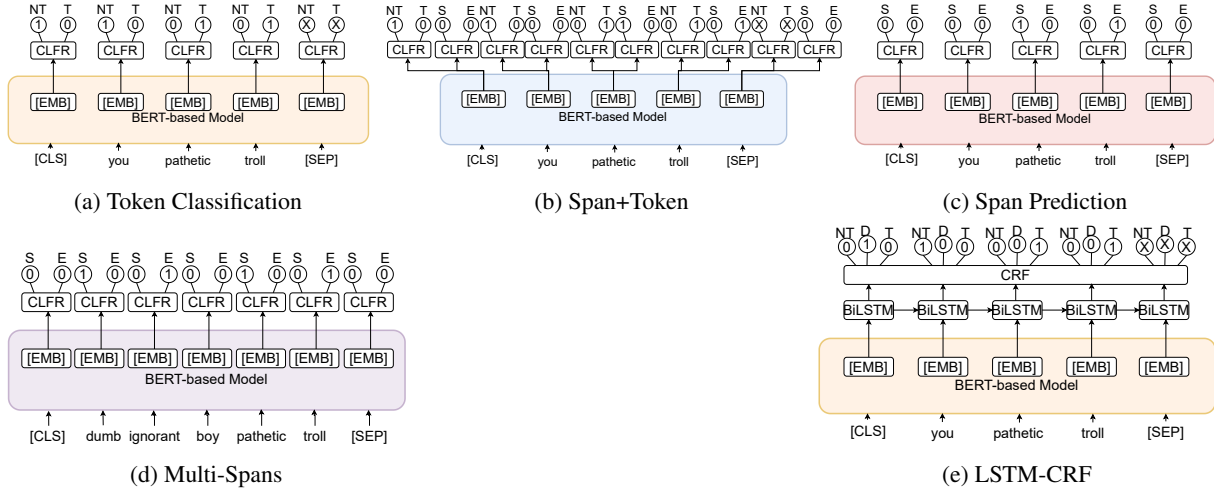 NT T NT T NT T NT T NT T
1 0 1 0 0 1 0 1 X X
CLFR CLFR CLFR CLFR CLFR
[EMB] [EMB] [EMB] [EMB] [EMB]
BERT-based Model
[CLS] you pathetic troll [SEP]
(a) Token Classification
NT T S E NT T S E NT T S E NT T S E NT T S E
1 0 0 0 1 0 0 0 0 1 1 0 0 1 0 1 X X 0 0
CLFR CLFR CLFR CLFR CLFR CLFR CLFR CLFR CLFR CLFR
[EMB] [EMB] [EMB] [EMB] [EMB]
BERT-based Model
[CLS] you pathetic troll [SEP]
(b) Span+Token
S E S E S E S E S E
0 0 0 0 1 0 0 1 0 0
CLFR CLFR CLFR CLFR CLFR
[EMB] [EMB] [EMB] [EMB] [EMB]
BERT-based Model
[CLS] you pathetic troll [SEP]
(c) Span Prediction
S E S E S E S E S E S E S E
0 0 1 0 0 1 0 0 1 0 0 1 0 0
CLFR CLFR CLFR CLFR CLFR CLFR CLFR
[EMB] [EMB] [EMB] [EMB] [EMB] [EMB] [EMB]
BERT-based Model
[CLS] dumb ignorant boy pathetic troll [SEP]
(d) Multi-Spans
NT D T NT D T NT D T NT D T NT D T
0 1 0 1 0 0 0 0 1 0 0 1 X X X
CRF
BiLSTM BiLSTM BiLSTM BiLSTM BiLSTM
[EMB] [EMB] [EMB] [EMB] [EMB]
BERT-based Model
[CLS] you pathetic troll [SEP]
(e) LSTM-CRF